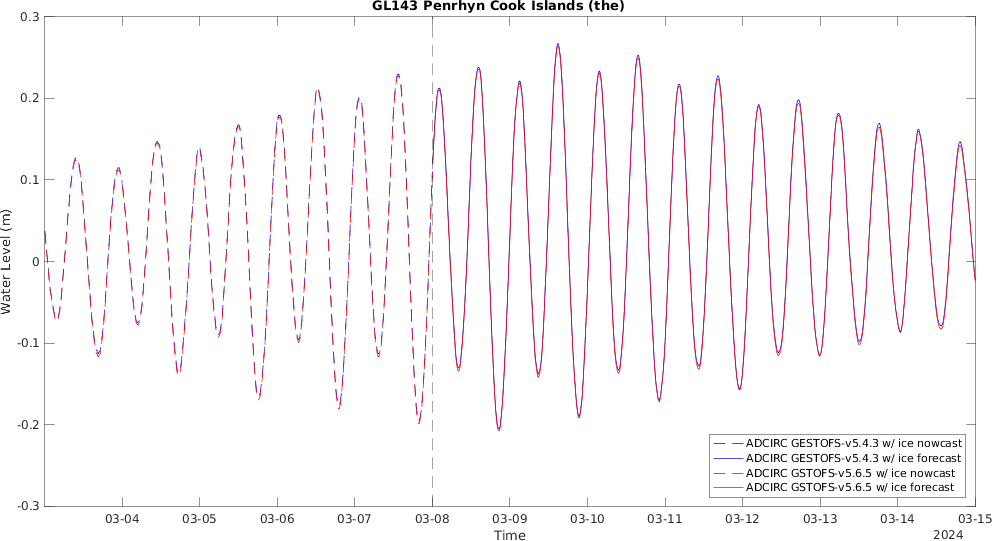 GL143 Penrhyn Cook Islands (the)
0.3
0.2
0.1
0
-0.1
-0.2
-0.3
Water Level (m)
ADCIRC GESTOFS-v5.4.3 w/ ice nowcast
ADCIRC GESTOFS-v5.4.3 w/ ice forecast
ADCIRC GSTOFS-v5.6.5 w/ ice nowcast
ADCIRC GSTOFS-v5.6.5 w/ ice forecast
03-04 03-05 03-06 03-07 03-08 03-09 03-10 03-11 03-12 03-13 03-14 03-15
Time
2024